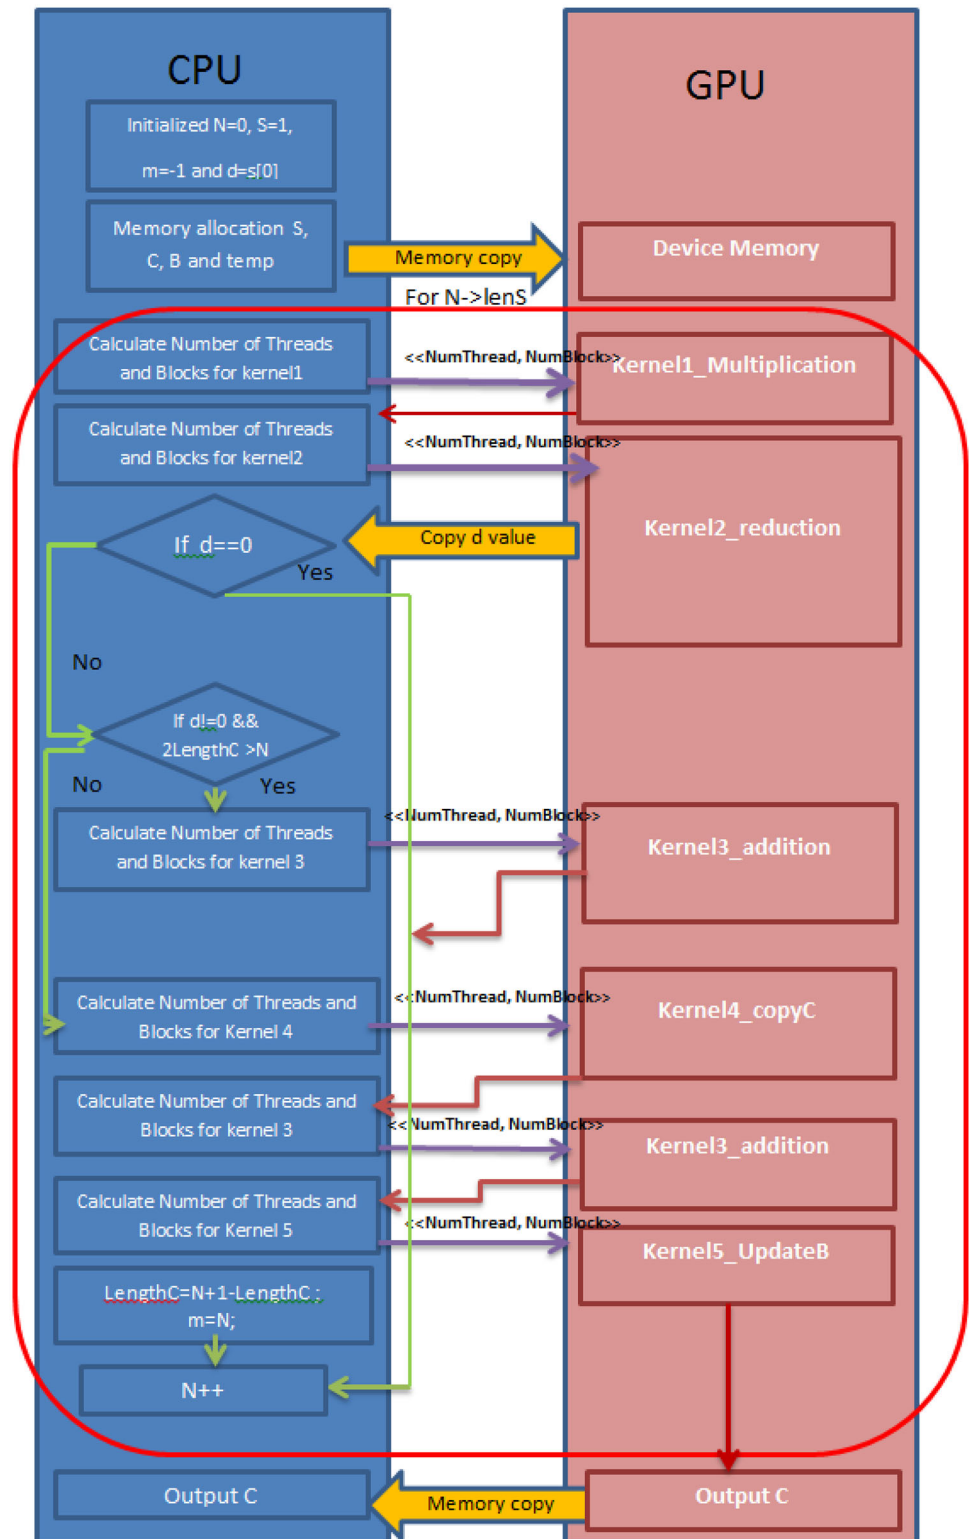 CPU
GPU
Initialized N=0, S=1,
m=-1 and d=s[0]
Memory allocation S,
C, B and temp
Memory copy
Device Memory
For N->lenS
Calculate Number of Threads
and Blocks for kernel1
<<NumThread, NumBlock>>
Kernel1_Multiplication
Calculate Number of Threads
and Blocks for kernel2
<<NumThread, NumBlock>>
Kernel2_reduction
If d==0
Copy d value
Yes
No
If d!=0 &&
2LengthC >N
No
Yes
Calculate Number of Threads
and Blocks for kernel 3
<<NumThread, NumBlock>>
Kernel3_addition
Calculate Number of Threads and
Blocks for Kernel 4
<<NumThread, NumBlock>>
Kernel4_copyC
Calculate Number of Threads and
Blocks for kernel 3
<<NumThread, NumBlock>>
Kernel3_addition
Calculate Number of Threads and
Blocks for Kernel 5
<<NumThread, NumBlock>>
Kernel5_UpdateB
LengthC=N+1-LengthC ;
m=N;
N++
Output C
Memory copy
Output C